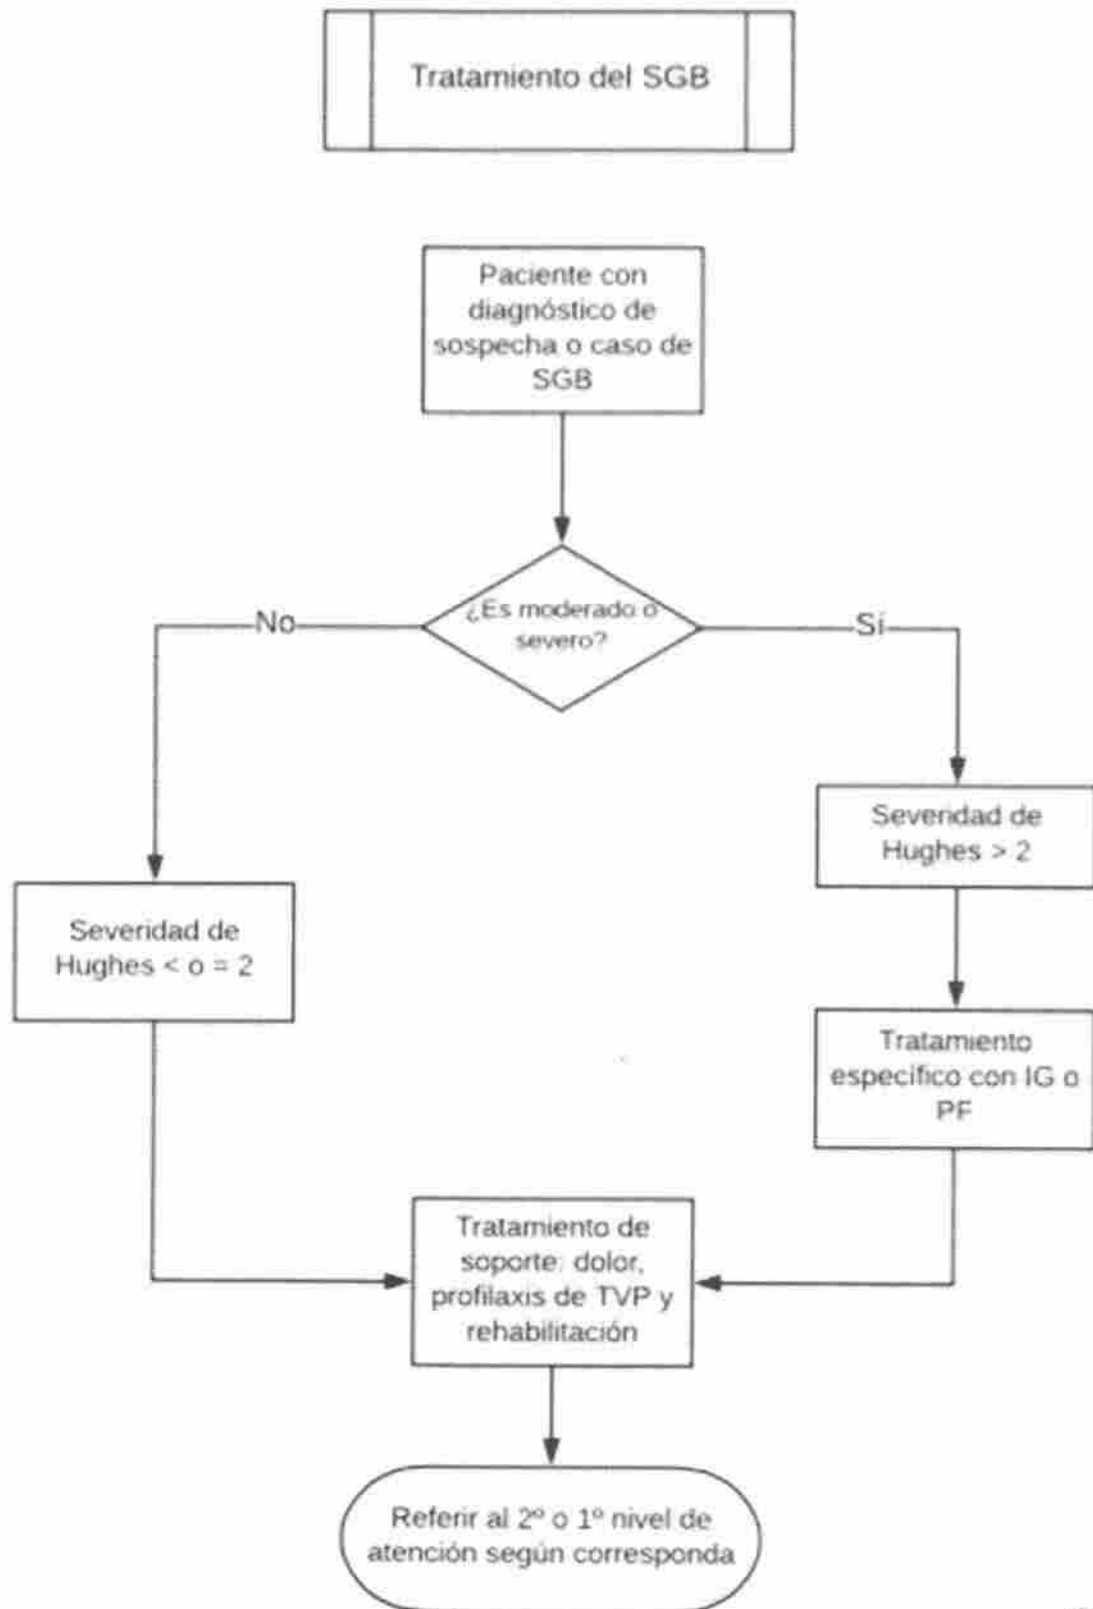 Tratamiento del SGB
Paciente con
diagnóstico de
sospecha o caso de
SGB
¿Es moderado o
severo?
No
Sí
Severidad de
Hughes > 2
Severidad de
Hughes < o = 2
Tratamiento
específico con IG o
PF
Tratamiento de
soporte: dolor,
profilaxis de TVP y
rehabilitación
Referir al 2º o 1º nivel de
atención según corresponda